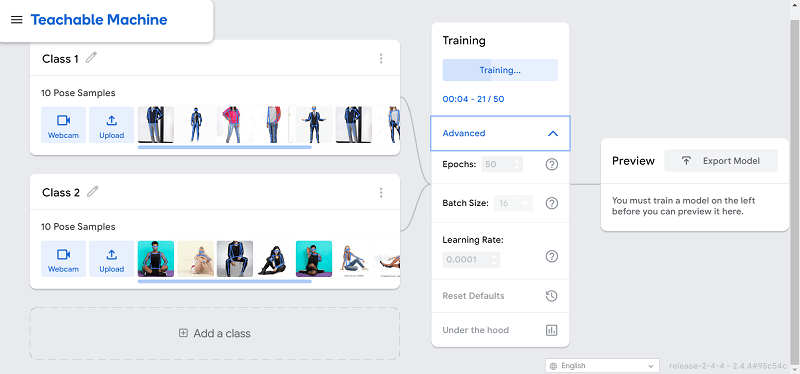 Teachable Machine
Class 1
10 Pose Samples
Webcam
Upload
Class 2
10 Pose Samples
Webcam
Upload
Add a class
Training
Training...
00:04 - 21 / 50
Advanced
Epochs: 50
Batch Size: 16
Learning Rate:
0.0001
Reset Defaults
Under the hood
Preview
Export Model
You must train a model on the left
before you can preview it here.
English
release-2-4-4 - 2.4.4#95c54c